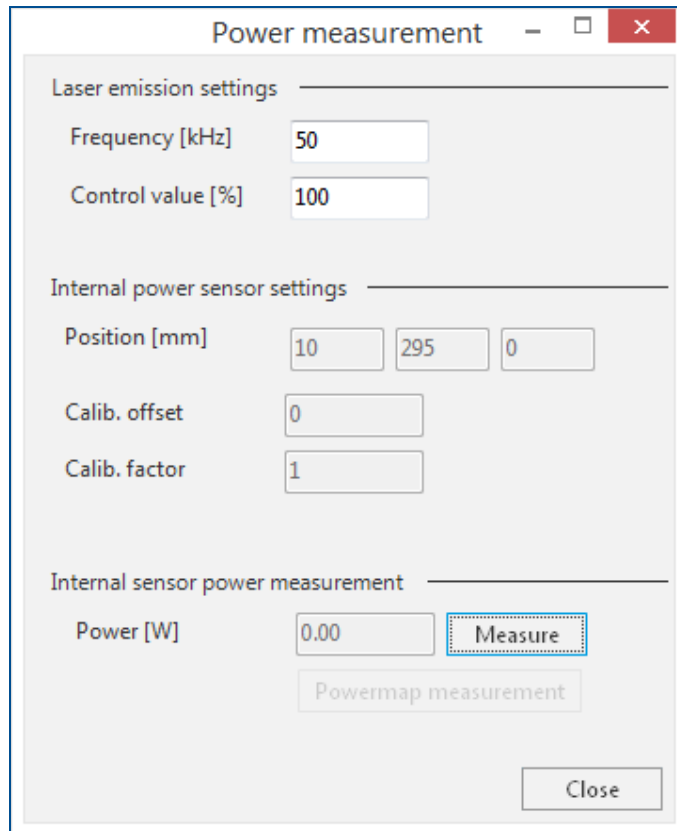 Power measurement
Laser emission settings
Frequency [kHz] 50
Control value [%] 100
Internal power sensor settings
Position [mm] 10 295 0
Calib. offset 0
Calib. factor 1
Internal sensor power measurement
Power [W] 0.00 Measure
Powermap measurement
Close